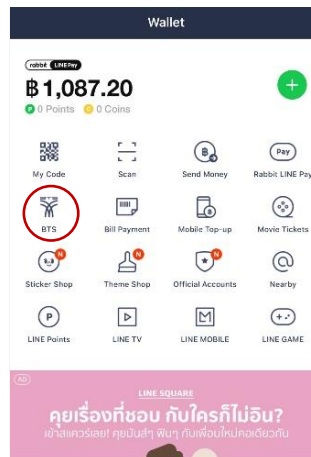 Wallet
rabbit LINE Pay
฿1,087.20
P 0 Points C 0 Coins
My Code Scan Send Money Rabbit LINE Pay
BTS Bill Payment Mobile Top-up Movie Tickets
Sticker Shop Theme Shop Official Accounts Nearby
LINE Points LINE TV LINE MOBILE LINE GAME
AD
LINE SQUARE
คุยเรื่องที่ชอบ กับใครก็ไม่อิน?
เข้าสแควร์เลย! คุยมันส์ๆ ฟินๆ กับเพื่อนใหม่คอเดียวกัน